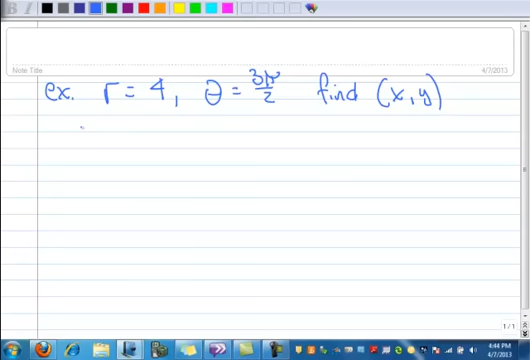 B I
Note Title 4/7/2013
ex. r = 4, θ = 3π/2 find (x, y)
1 / 1
4:44 PM
4/7/2013